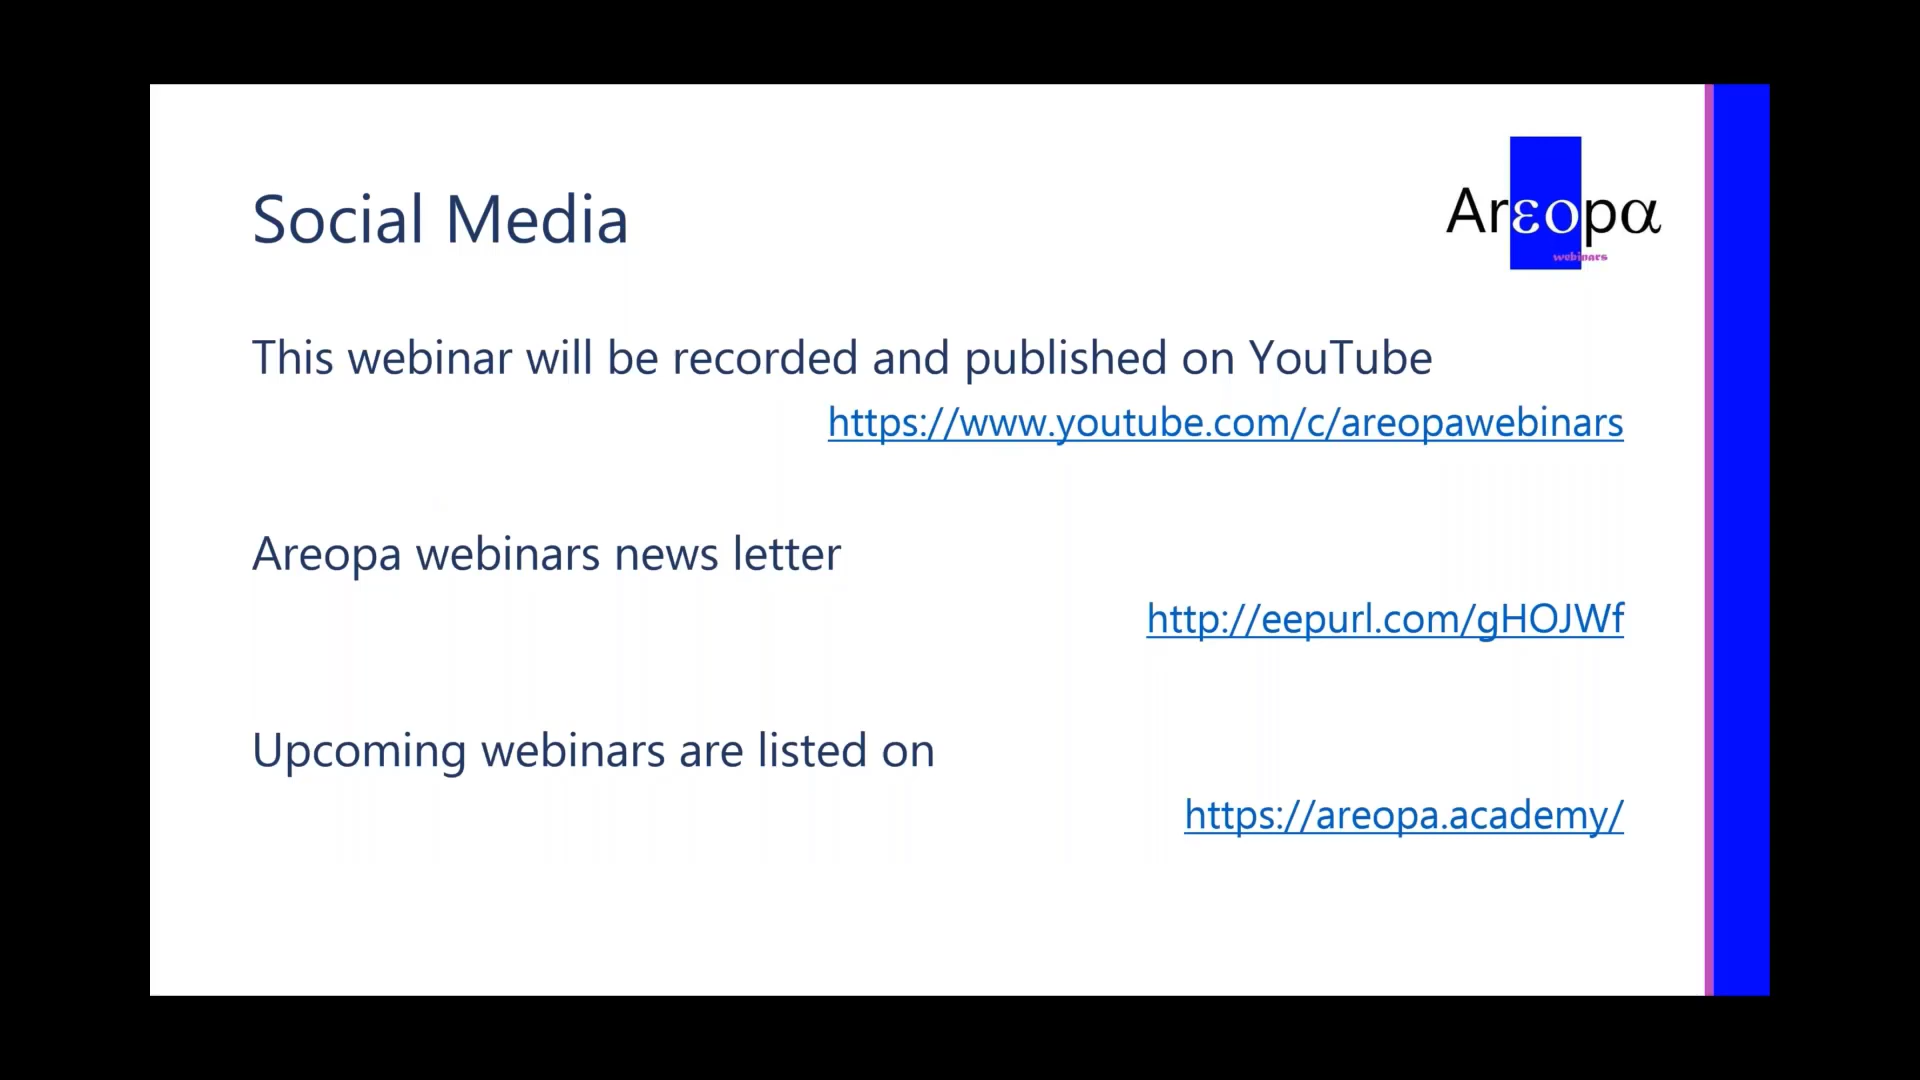 Social Media
Arεopα
webinars
This webinar will be recorded and published on YouTube
https://www.youtube.com/c/areopawebinars
Areopa webinars news letter
http://eepurl.com/gHOJWf
Upcoming webinars are listed on
https://areopa.academy/